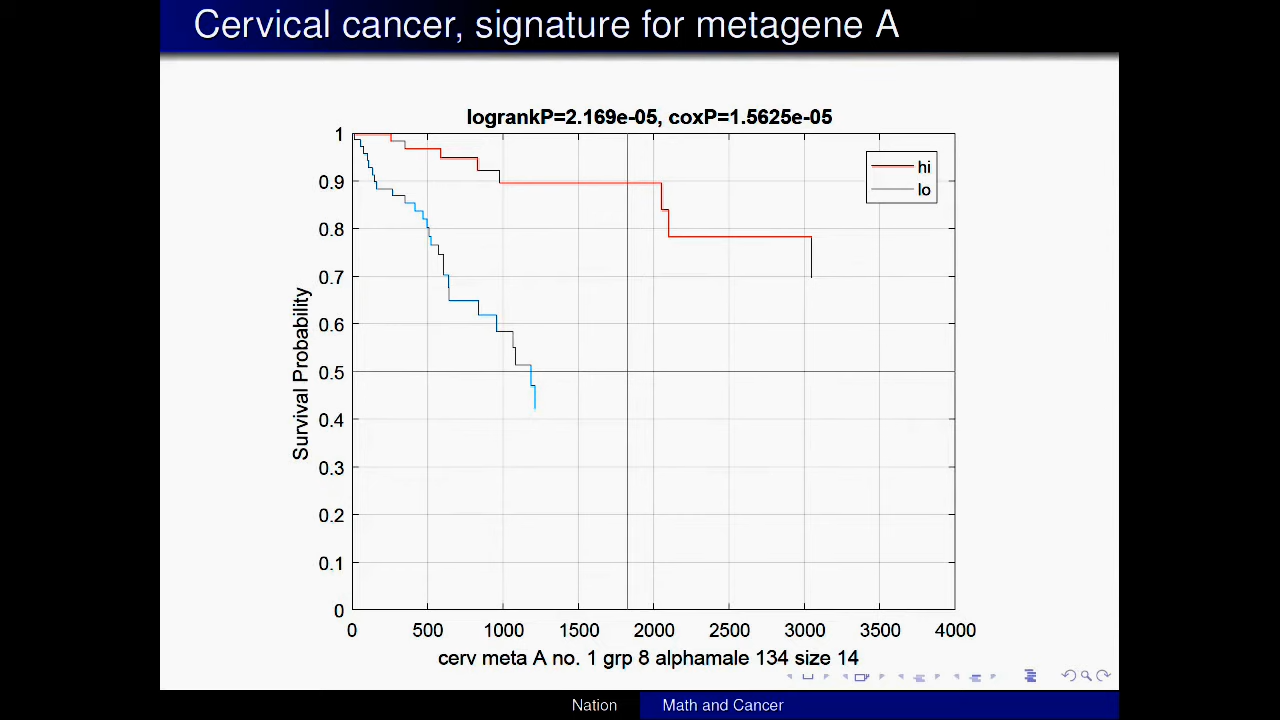 Cervical cancer, signature for metagene A
logrankP=2.169e-05, coxP=1.5625e-05
hi
lo
1
0.9
0.8
0.7
0.6
0.5
0.4
0.3
0.2
0.1
0
Survival Probability
0 500 1000 1500 2000 2500 3000 3500 4000
cerv meta A no. 1 grp 8 alphamale 134 size 14
Nation Math and Cancer